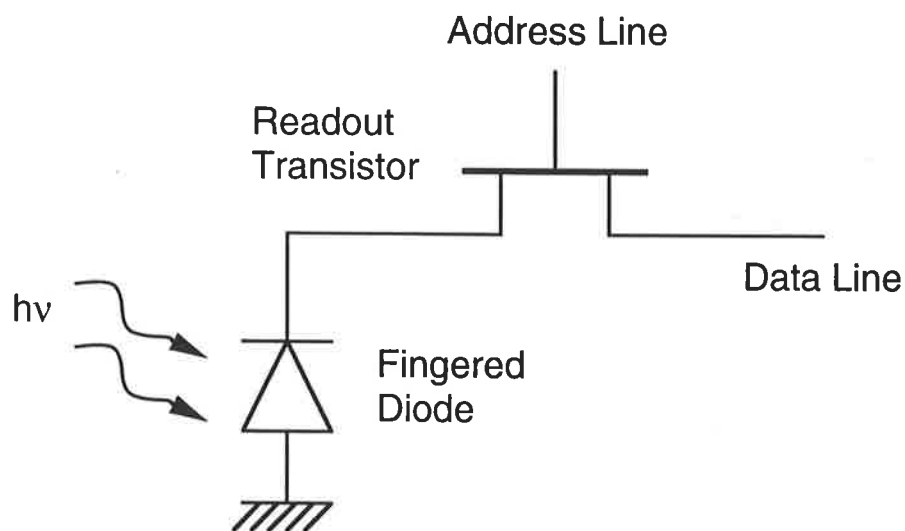 Address Line
Readout
Transistor
Data Line
hν
Fingered
Diode